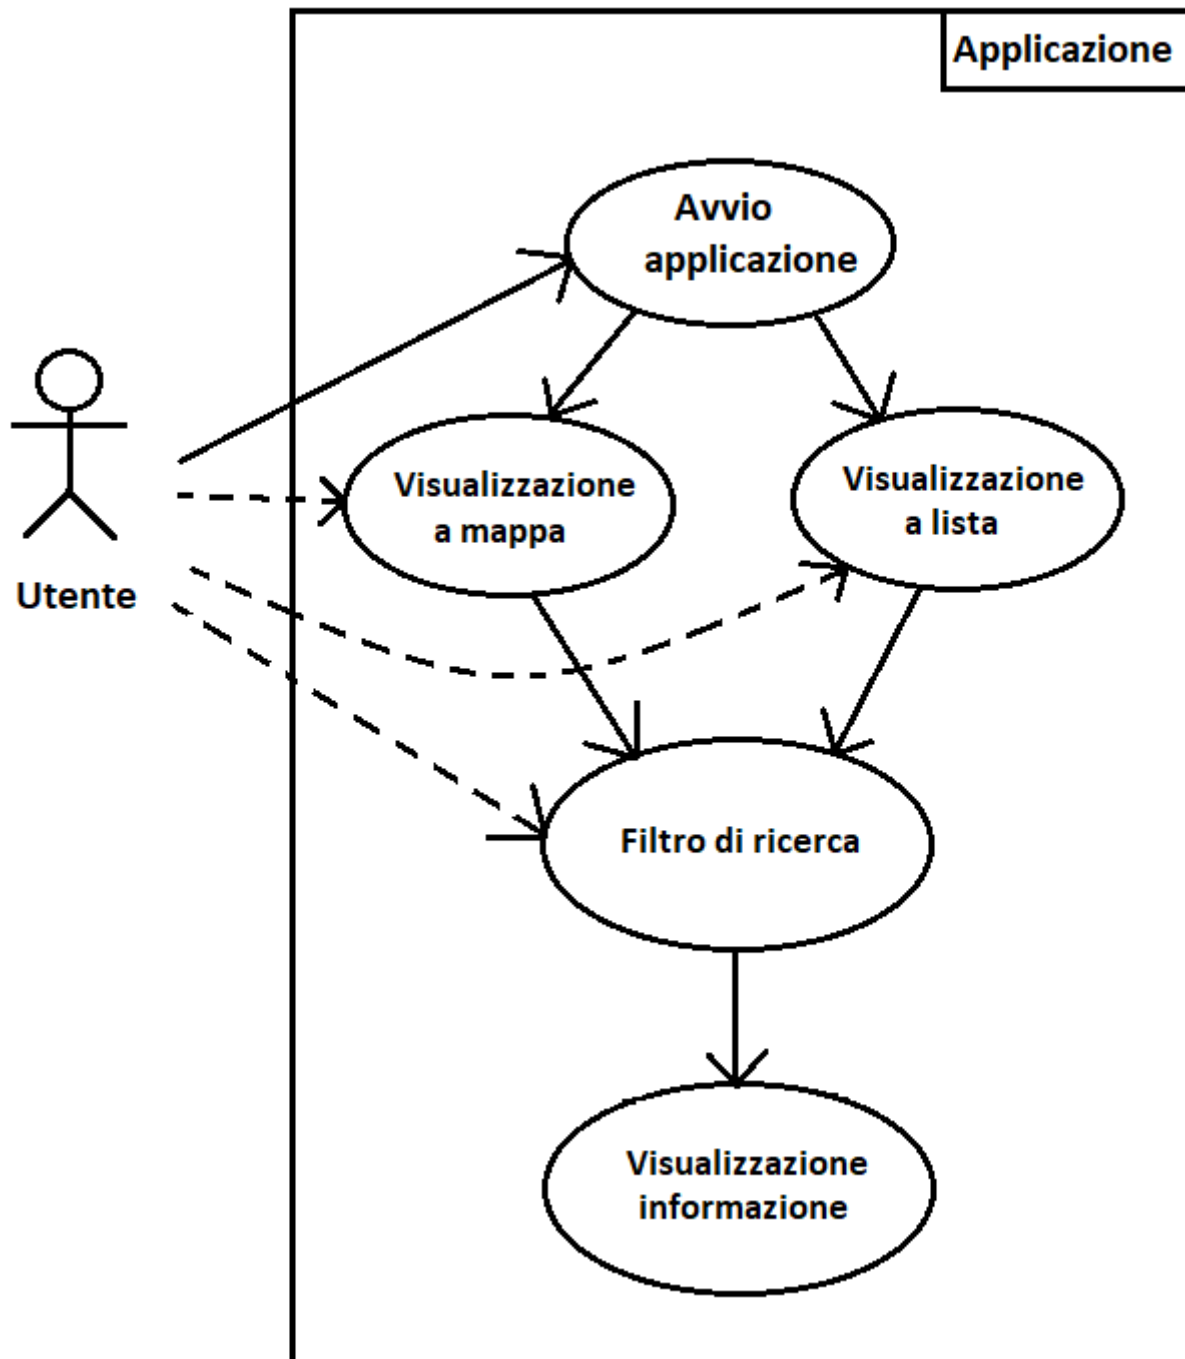 Applicazione
Avvio
applicazione
Visualizzazione
a mappa
Visualizzazione
a lista
Utente
Filtro di ricerca
Visualizzazione
informazione